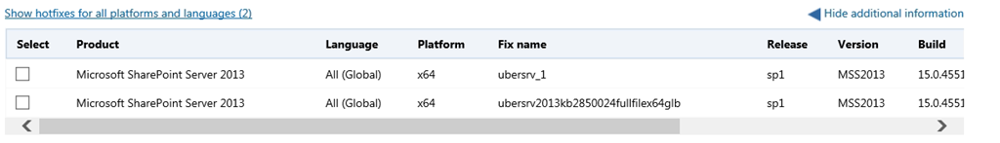 Show hotfixes for all platforms and languages (2) Hide additional information
Select Product Language Platform Fix name Release Version Build
Microsoft SharePoint Server 2013 All (Global) x64 ubersrv_1 sp1 MSS2013 15.0.4551
Microsoft SharePoint Server 2013 All (Global) x64 ubersrv2013kb2850024fullfilex64glb sp1 MSS2013 15.0.4551